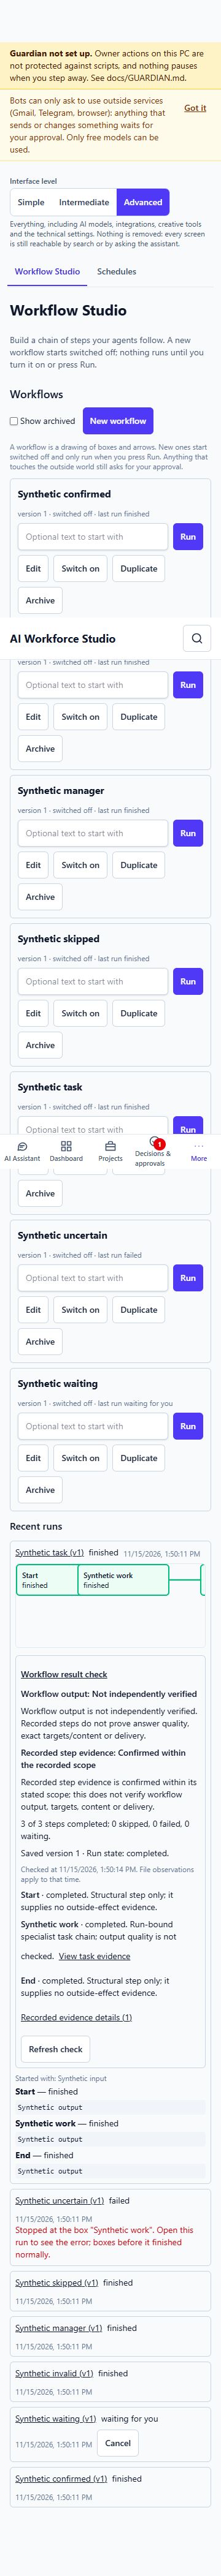 Guardian not set up. Owner actions on this PC are
not protected against scripts, and nothing pauses
when you step away. See docs/GUARDIAN.md.
Bots can only ask to use outside services
(Gmail, Telegram, browser): anything that
sends or changes something waits for
your approval. Only free models can be
used.
Got it
Interface level
Simple Intermediate Advanced
Everything, including AI models, integrations, creative tools
and the technical settings. Nothing is removed: every screen
is still reachable by search or by asking the assistant.
Workflow Studio Schedules
Workflow Studio
Build a chain of steps your agents follow. A new
workflow starts switched off; nothing runs until you
turn it on or press Run.
Workflows
Show archived New workflow
A workflow is a drawing of boxes and arrows. New ones start
switched off and only run when you press Run. Anything that
touches the outside world still asks for your approval.
Synthetic confirmed
version 1 · switched off · last run finished
Optional text to start with Run
Edit Switch on Duplicate
Archive
AI Workforce Studio
version 1 · switched off · last run finished
Optional text to start with Run
Edit Switch on Duplicate
Archive
Synthetic manager
version 1 · switched off · last run finished
Optional text to start with Run
Edit Switch on Duplicate
Archive
Synthetic skipped
version 1 · switched off · last run finished
Optional text to start with Run
Edit Switch on Duplicate
Archive
Synthetic task
version 1 · switched off · last run finished
Optional text to start with Run
AI Assistant Dashboard Projects Decisions & approvals 1 More
Archive
Synthetic uncertain
version 1 · switched off · last run failed
Optional text to start with Run
Edit Switch on Duplicate
Archive
Synthetic waiting
version 1 · switched off · last run waiting for you
Optional text to start with Run
Edit Switch on Duplicate
Archive
Recent runs
Synthetic task (v1) finished 11/15/2026, 1:50:11 PM
Start Synthetic work
finished finished
Workflow result check
Workflow output: Not independently verified
Workflow output is not independently verified.
Recorded steps do not prove answer quality,
exact targets/content or delivery.
Recorded step evidence: Confirmed within
the recorded scope
Recorded step evidence is confirmed within its
stated scope; this does not verify workflow
output, targets, content or delivery.
3 of 3 steps completed; 0 skipped, 0 failed, 0
waiting.
Saved version 1 · Run state: completed.
Checked at 11/15/2026, 1:50:14 PM. File observations
apply to that time.
Start · completed. Structural step only: it
supplies no outside-effect evidence.
Synthetic work · completed. Run-bound
specialist task chain; output quality is not
checked. View task evidence
End · completed. Structural step only: it
supplies no outside-effect evidence.
Recorded evidence details (1)
Refresh check
Started with: Synthetic input
Start — finished
Synthetic output
Synthetic work — finished
Synthetic output
End — finished
Synthetic output
Synthetic uncertain (v1) failed
11/15/2026, 1:50:11 PM
Stopped at the box "Synthetic work". Open this
run to see the error; boxes before it finished
normally.
Synthetic skipped (v1) finished
11/15/2026, 1:50:11 PM
Synthetic manager (v1) finished
11/15/2026, 1:50:11 PM
Synthetic invalid (v1) finished
11/15/2026, 1:50:11 PM
Synthetic waiting (v1) waiting for you
11/15/2026, 1:50:11 PM Cancel
Synthetic confirmed (v1) finished
11/15/2026, 1:50:11 PM